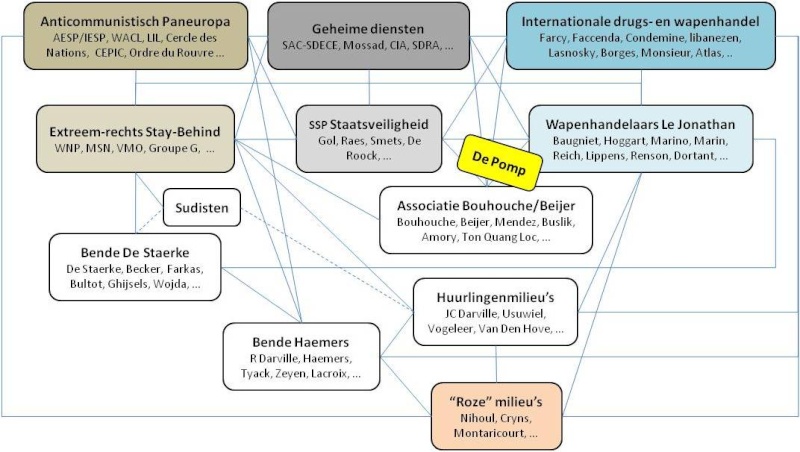 Anticommunistisch Paneuropa
AESP/IESP, WACL, LIL, Cercle des
Nations,  CEPIC, Ordre du Rouvre ...
Geheime diensten
SAC-SDECE, Mossad, CIA, SDRA, ...
Internationale drugs- en wapenhandel
Farcy, Faccenda, Condemine, libanezen,
Lasnosky, Borges, Monsieur, Atlas, ..
Extreem-rechts Stay-Behind
WNP, MSN, VMO, Groupe G,  ...
SSP Staatsveiligheid
Gol, Raes, Smets, De
Roock, ...
Wapenhandelaars Le Jonathan
Baugniet, Hoggart, Marino, Marin,
Reich, Lippens, Renson, Dortant, ...
De Pomp
Sudisten
Associatie Bouhouche/Beijer
Bouhouche, Beijer, Mendez, Buslik,
Amory, Ton Quang Loc, ...
Bende De Staerke
De Staerke, Becker, Farkas,
Bultot, Ghijsels, Wojda, ...
Huurlingenmilieu’s
JC Darville, Usuwiel,
Vogeleer, Van Den Hove, ...
Bende Haemers
R Darville, Haemers,
Tyack, Zeyen, Lacroix, ...
“Roze” milieu’s
Nihoul, Cryns,
Montaricourt, ...